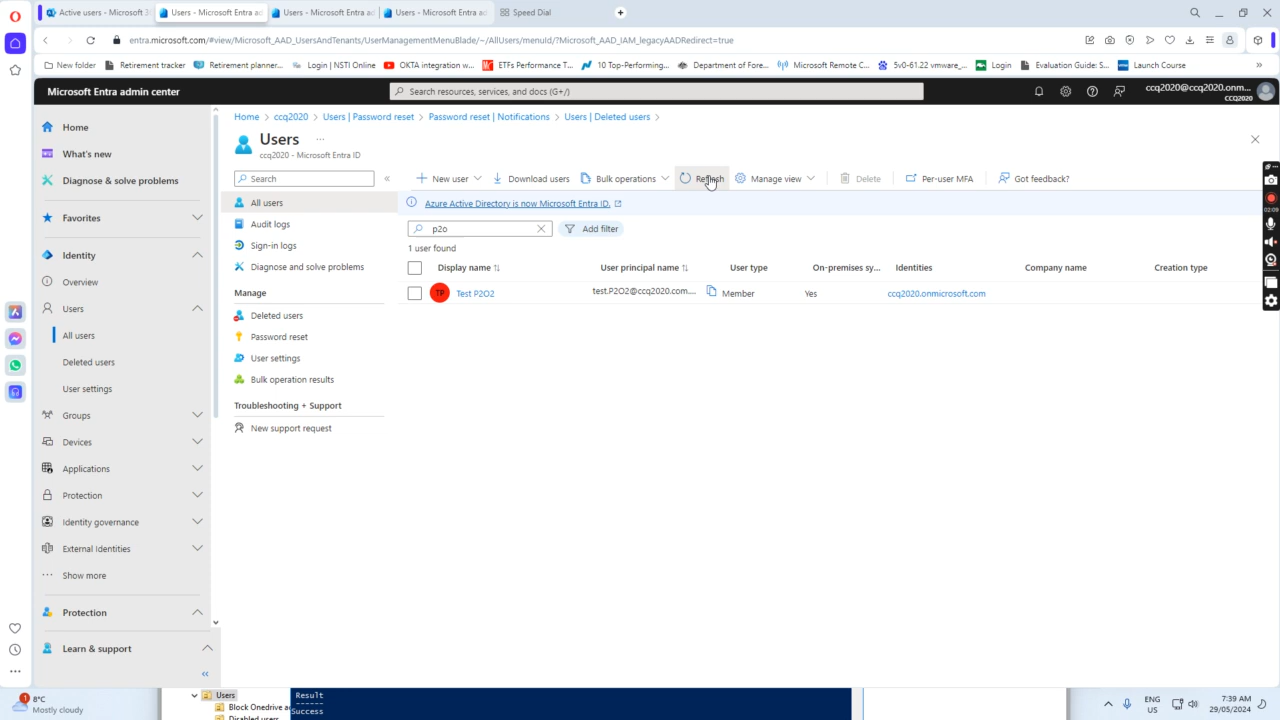 Active users - Microsoft 3
Users - Microsoft Entra ad
Users - Microsoft Entra ad
Users - Microsoft Entra ad
Speed Dial
entra.microsoft.com/#view/Microsoft_AAD_UsersAndTenants/UserManagementMenuBlade/~/AllUsers/menuId/?Microsoft_AAD_IAM_legacyAADRedirect=true
New folder
Retirement tracker
Retirement planner...
Login | NSTI Online
OKTA integration w...
ETFs Performance T...
10 Top-Performing...
Department of Fore...
Microsoft Remote C...
5v0-61.22 vmware_...
Login
Evaluation Guide: S...
Launch Course
Microsoft Entra admin center
Search resources, services, and docs (G+/)
ccq2020@ccq2020.onm...
CCQ2020
Home > ccq2020 > Users | Password reset > Password reset | Notifications > Users | Deleted users >
Users ...
ccq2020 - Microsoft Entra ID
Search
New user
Download users
Bulk operations
Refresh
Manage view
Delete
Per-user MFA
Got feedback?
Home
What's new
Diagnose & solve problems
Favorites
Identity
Overview
Users
All users
Deleted users
User settings
Groups
Devices
Applications
Protection
Identity governance
External Identities
Show more
Protection
Learn & support
All users
Audit logs
Sign-in logs
Diagnose and solve problems
Manage
Deleted users
Password reset
User settings
Bulk operation results
Troubleshooting + Support
New support request
Azure Active Directory is now Microsoft Entra ID.
p2o
Add filter
1 user found
Display name
User principal name
User type
On-premises sy...
Identities
Company name
Creation type
TP
Test P2O2
test.P2O2@ccq2020.com....
Member
Yes
ccq2020.onmicrosoft.com
02:09
1
8°C
Mostly cloudy
Users
Block Onedrive a
Disabled users
Result
------
Success
ENG
US
7:39 AM
29/05/2024